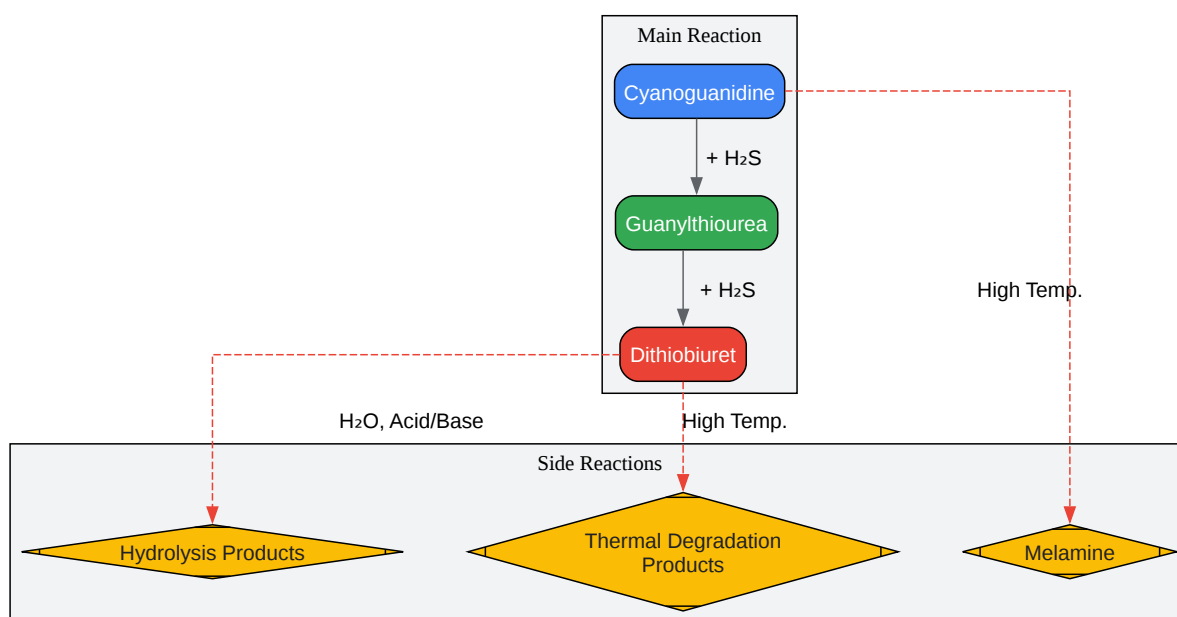 Main Reaction
Cyanoguanidine
+ H₂S
Guanylthiourea
+ H₂S
High Temp.
Dithiobiuret
H₂O, Acid/Base
High Temp.
Side Reactions
Hydrolysis Products
Thermal Degradation
Products
Melamine